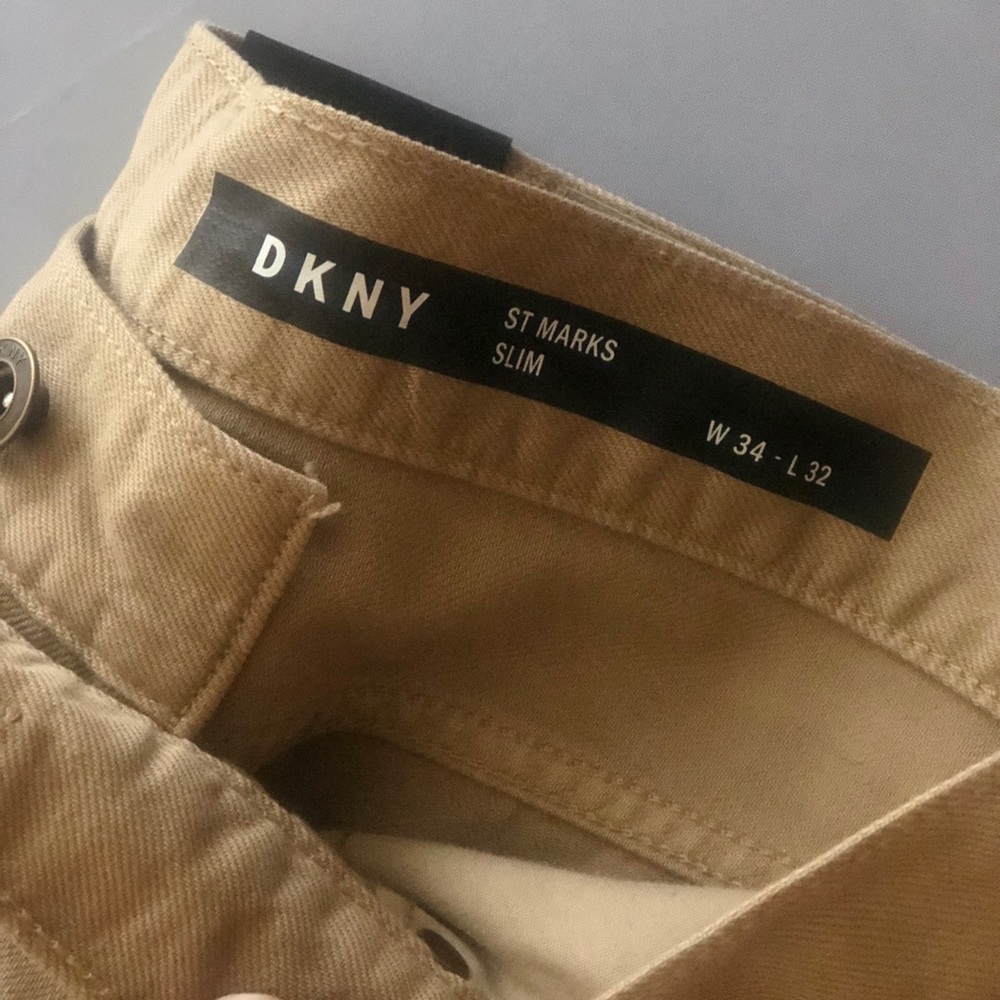 DKNY
ST MARKS
SLIM
W 34 - L 32